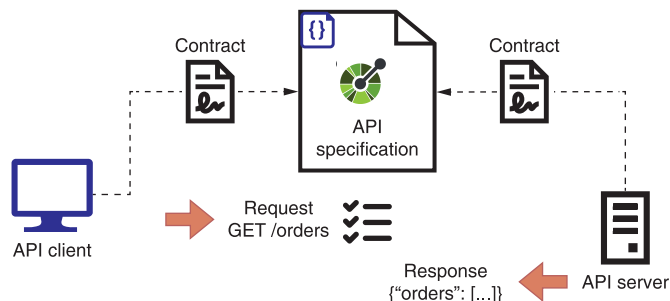 {}
Contract
Contract
API
specification
API client
Request
GET /orders
API server
Response
{“orders”: [...]}